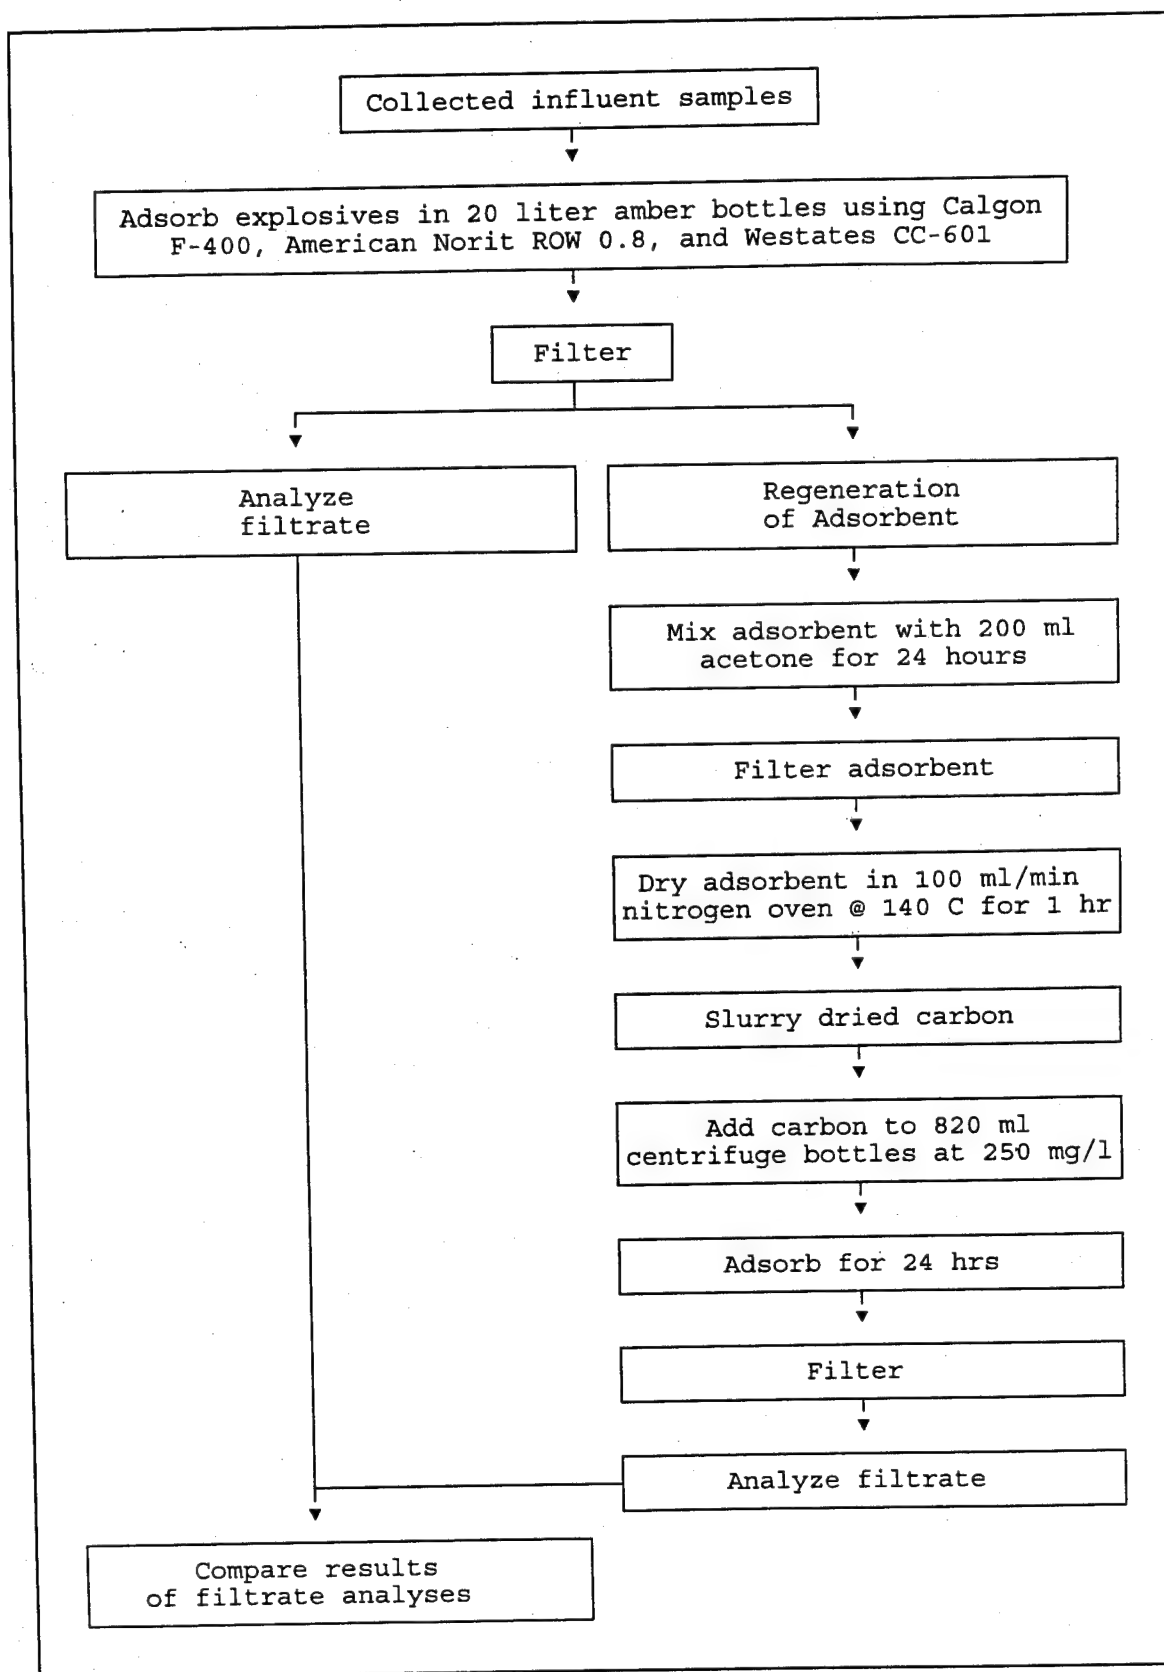 Collected influent samples
Adsorb explosives in 20 liter amber bottles using Calgon
F-400, American Norit ROW 0.8, and Westates CC-601
Filter
Analyze
filtrate
Regeneration
of Adsorbent
Mix adsorbent with 200 ml
acetone for 24 hours
Filter adsorbent
Dry adsorbent in 100 ml/min
nitrogen oven @ 140 C for 1 hr
Slurry dried carbon
Add carbon to 820 ml
centrifuge bottles at 250 mg/l
Adsorb for 24 hrs
Filter
Analyze filtrate
Compare results
of filtrate analyses